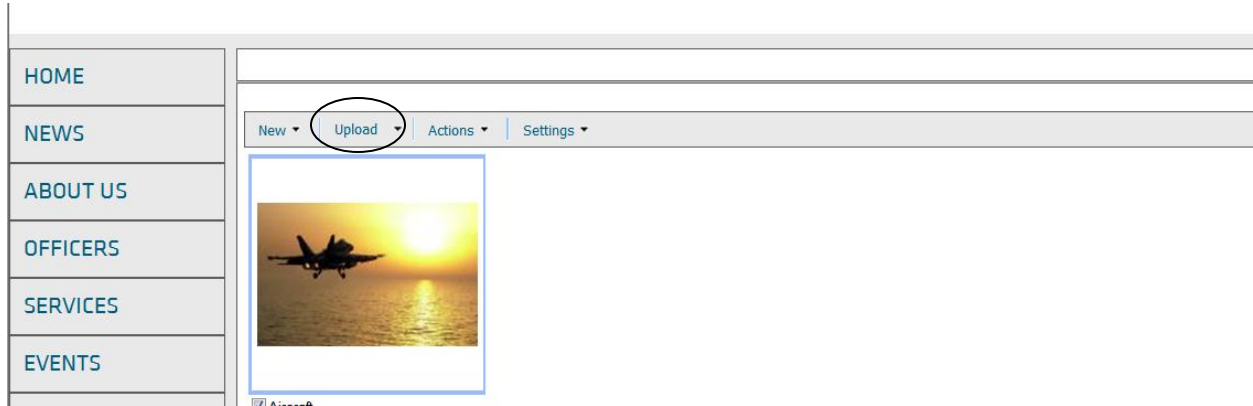 HOME
NEWS
ABOUT US
OFFICERS
SERVICES
EVENTS
New Upload Actions Settings